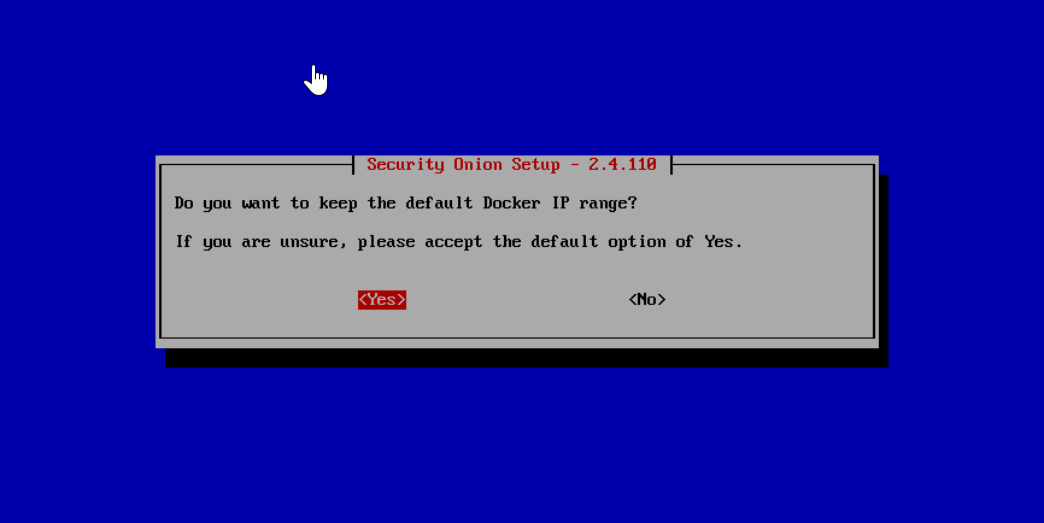 Security Onion Setup - 2.4.110
Do you want to keep the default Docker IP range?
If you are unsure, please accept the default option of Yes.
<Yes> <No>